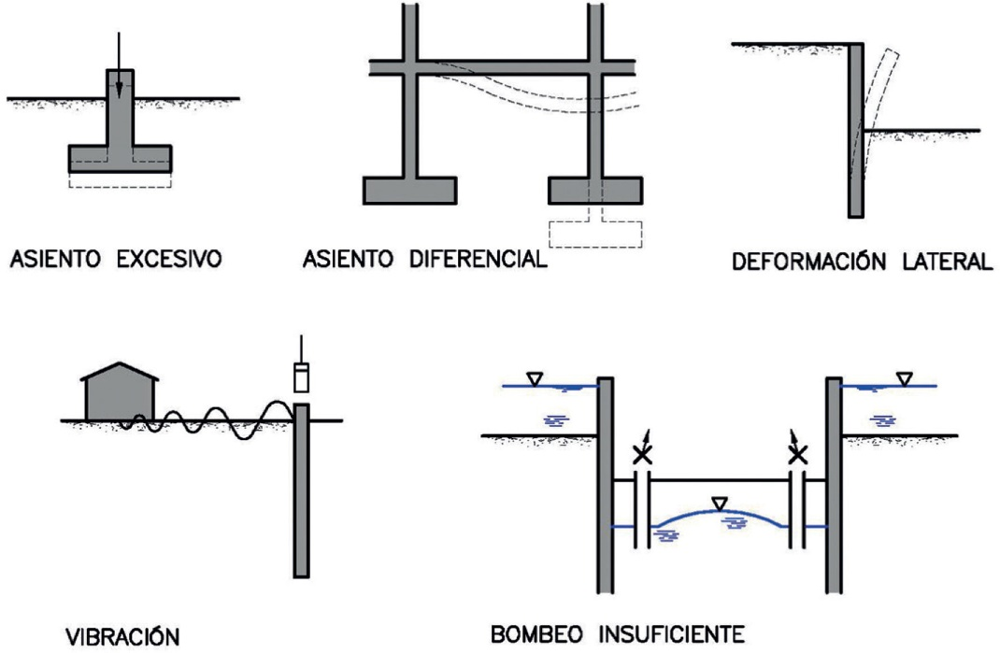 ASIENTO EXCESIVO
ASIENTO DIFERENCIAL
DEFORMACIÓN LATERAL
VIBRACIÓN
BOMBEO INSUFICIENTE